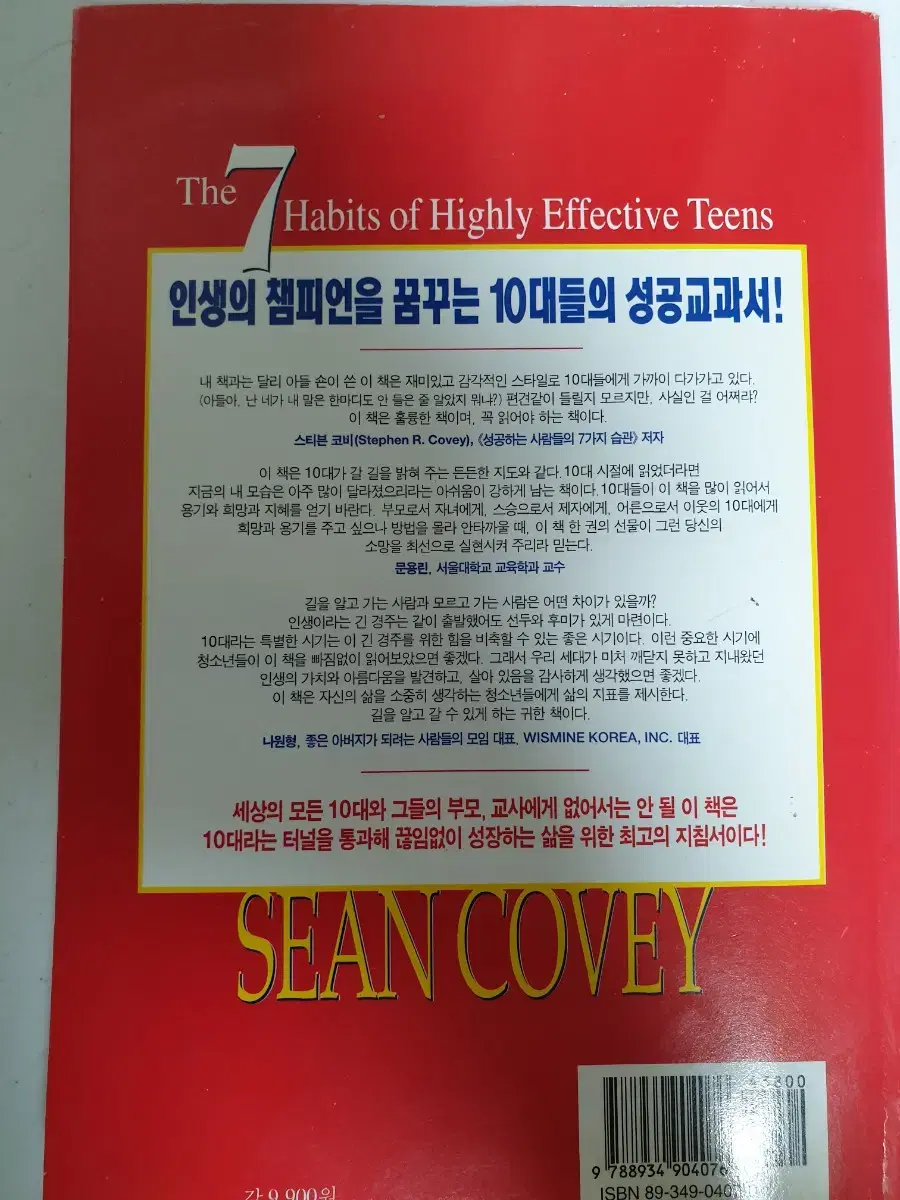 The 7 Habits of Highly Effective Teens
인생의 챔피언을 꿈꾸는 10대들의 성공교과서!
내 책과는 달리 아들 숀이 쓴 이 책은 재미있고 감각적인 스타일로 10대들에게 가까이 다가가고 있다.
(아들아, 난 네가 내 말은 한마디도 안 들은 줄 알았지 뭐냐?) 편견같이 들릴지 모르지만, 사실인 걸 어쩌랴?
이 책은 훌륭한 책이며, 꼭 읽어야 하는 책이다.
스티븐 코비(Stephen R. Covey), 《성공하는 사람들의 7가지 습관》 저자
이 책은 10대가 갈 길을 밝혀 주는 든든한 지도와 같다. 10대 시절에 읽었더라면
지금의 내 모습은 아주 많이 달라졌으리라는 아쉬움이 강하게 남는 책이다. 10대들이 이 책을 많이 읽어서
용기와 희망과 지혜를 얻기 바란다. 부모로서 자녀에게, 스승으로서 제자에게, 어른으로서 이웃의 10대에게
희망과 용기를 주고 싶으나 방법을 몰라 안타까울 때, 이 책 한 권의 선물이 그런 당신의
소망을 최선으로 실현시켜 주리라 믿는다.
문용린, 서울대학교 교육학과 교수
길을 알고 가는 사람과 모르고 가는 사람은 어떤 차이가 있을까?
인생이라는 긴 경주는 같이 출발했어도 선두와 후미가 있게 마련이다.
10대라는 특별한 시기는 이 긴 경주를 위한 힘을 비축할 수 있는 좋은 시기이다. 이런 중요한 시기에
청소년들이 이 책을 빠짐없이 읽어보았으면 좋겠다. 그래서 우리 세대가 미처 깨닫지 못하고 지내왔던
인생의 가치와 아름다움을 발견하고, 살아 있음을 감사하게 생각했으면 좋겠다.
이 책은 자신의 삶을 소중히 생각하는 청소년들에게 삶의 지표를 제시한다.
길을 알고 갈 수 있게 하는 귀한 책이다.
나원형, 좋은 아버지가 되려는 사람들의 모임 대표, WISMINE KOREA, INC. 대표
세상의 모든 10대와 그들의 부모, 교사에게 없어서는 안 될 이 책은
10대라는 터널을 통과해 끊임없이 성장하는 삶을 위한 최고의 지침서이다!
SEAN COVEY
9 788934 90407
ISBN 89-349-040
값 9,900원